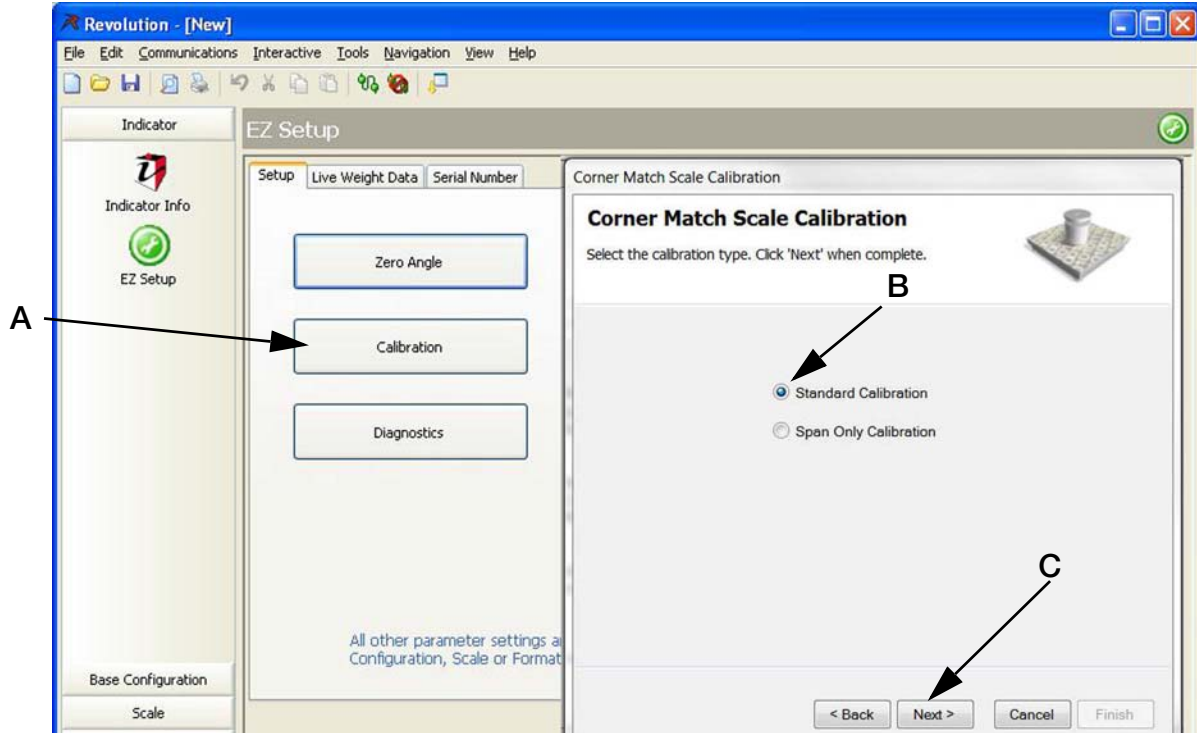 Revolution - [New]
File Edit Communications Interactive Tools Navigation View Help
Indicator
EZ Setup
Indicator Info
EZ Setup
Setup Live Weight Data Serial Number
Zero Angle
A
Calibration
Diagnostics
All other parameter settings a
Configuration, Scale or Format
Base Configuration
Scale
Corner Match Scale Calibration
Corner Match Scale Calibration
Select the calibration type. Click 'Next' when complete.
B
Standard Calibration
Span Only Calibration
C
< Back Next > Cancel Finish